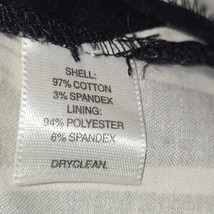 SHELL:
97% COTTON
3% SPANDEX
LINING:
94% POLYESTER
6% SPANDEX
DRYCLEAN.